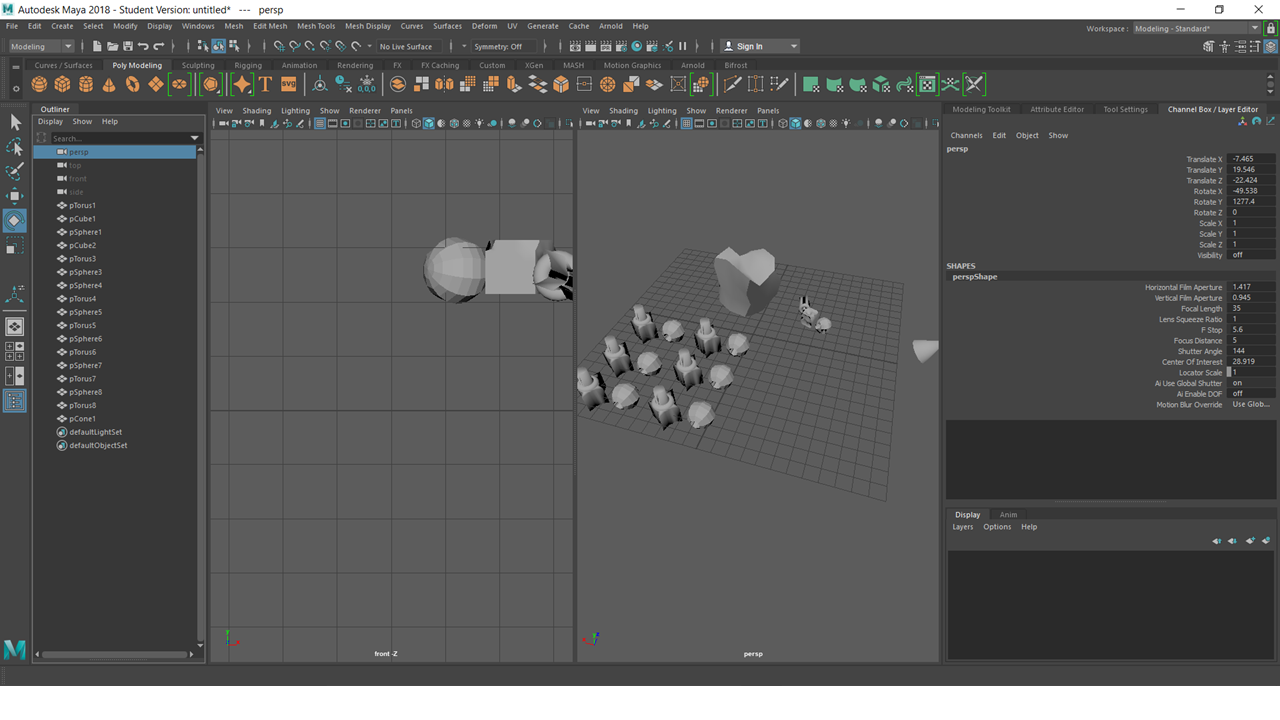 Autodesk Maya 2018 - Student Version: untitled*   ---   persp
File Edit Create Select Modify Display Windows Mesh Edit Mesh Mesh Tools Mesh Display Curves Surfaces Deform UV Generate Cache Arnold Help
Workspace : Modeling - Standard*
Modeling No Live Surface Symmetry: Off Sign In
Curves / Surfaces Poly Modeling Sculpting Rigging Animation Rendering FX FX Caching Custom XGen MASH Motion Graphics Arnold Bifrost
T SVG
Outliner
Display Show Help
Search...
persp
top
front
side
pTorus1
pCube1
pSphere1
pCube2
pTorus3
pSphere3
pSphere4
pTorus4
pSphere5
pTorus5
pSphere6
pTorus6
pSphere7
pTorus7
pSphere8
pTorus8
pCone1
defaultLightSet
defaultObjectSet
View Shading Lighting Show Renderer Panels
front -Z
View Shading Lighting Show Renderer Panels
persp
Modeling Toolkit Attribute Editor Tool Settings Channel Box / Layer Editor
Channels Edit Object Show
persp
Translate X -7.465
Translate Y 19.546
Translate Z -22.424
Rotate X -49.538
Rotate Y 1277.4
Rotate Z 0
Scale X 1
Scale Y 1
Scale Z 1
Visibility off
SHAPES
perspShape
Horizontal Film Aperture 1.417
Vertical Film Aperture 0.945
Focal Length 35
Lens Squeeze Ratio 1
F Stop 5.6
Focus Distance 5
Shutter Angle 144
Center Of Interest 28.919
Locator Scale 1
Ai Use Global Shutter on
Ai Enable DOF off
Motion Blur Override Use Glob...
Display Anim
Layers Options Help